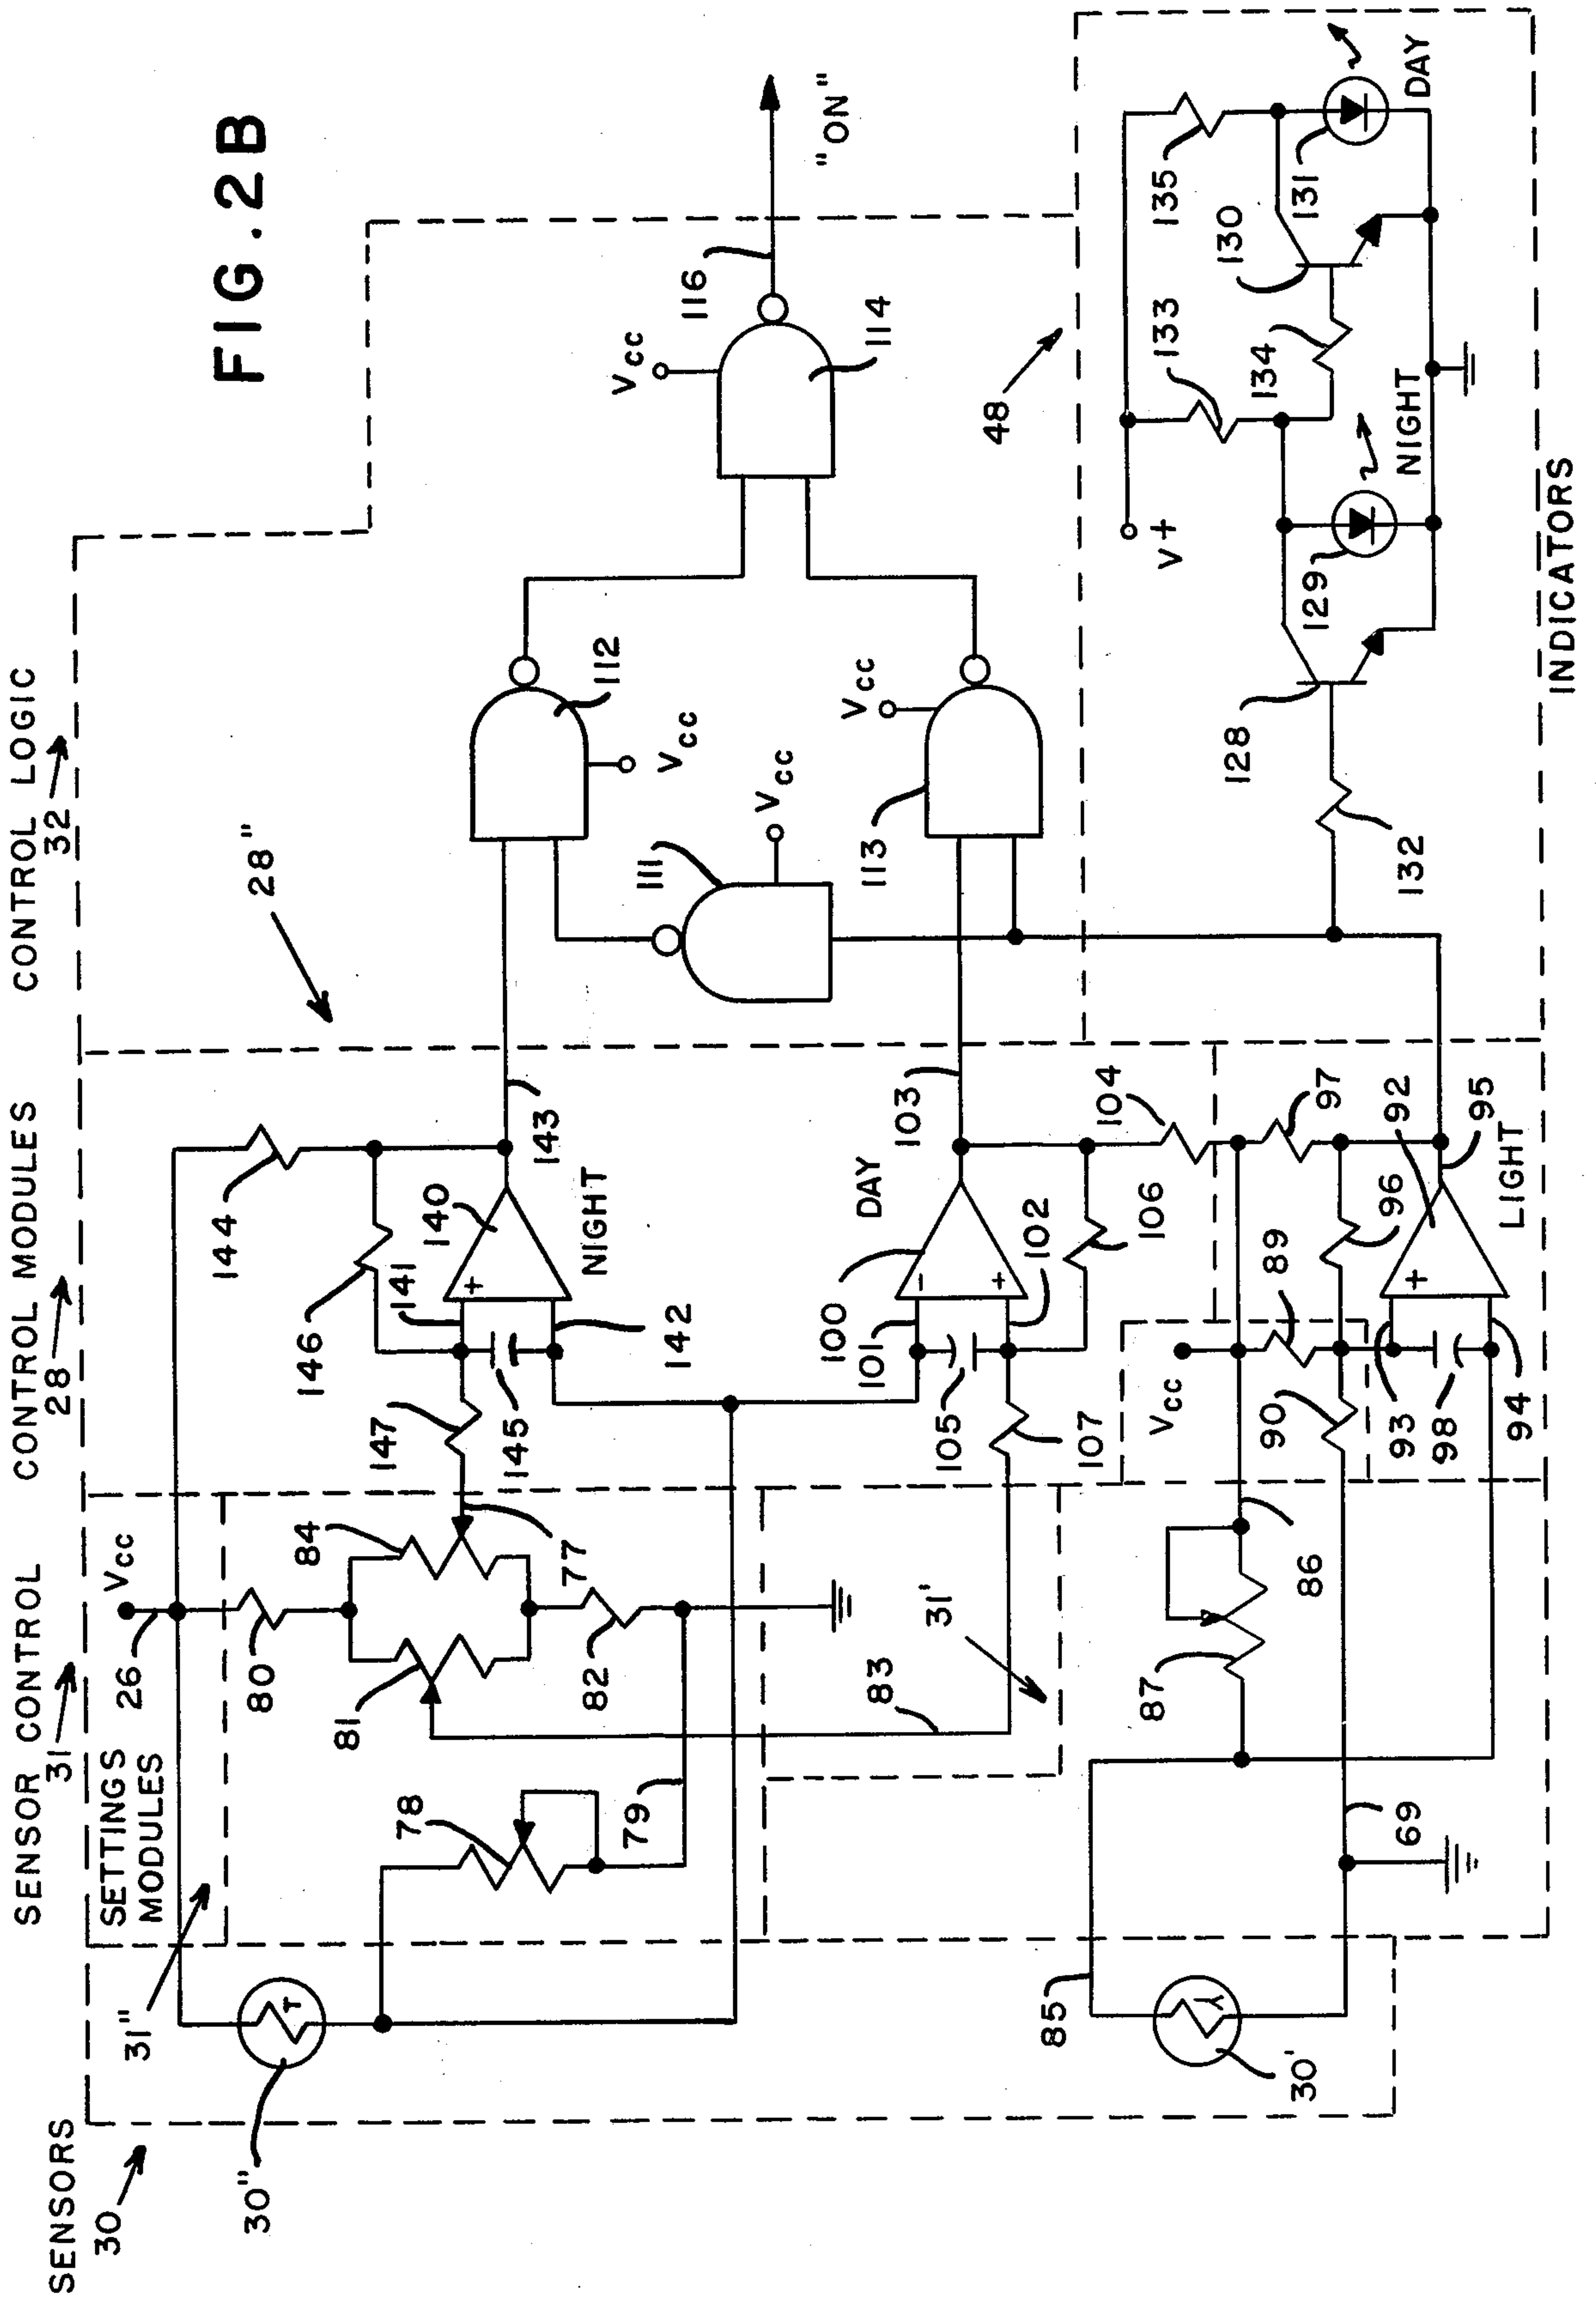 FIG. 2B
SENSORS
30
SENSOR CONTROL
31
CONTROL MODULES
28
CONTROL LOGIC
32
SETTINGS
MODULES
31"
30"
26
Vcc
80
81
84
82
77
78
79
83
31'
144
146
141
140
147
145
142
143
NIGHT
+
28"
111
Vcc
112
Vcc
113
Vcc
114
Vcc
116
"ON"
DAY
100
101
102
103
104
105
106
107
−
+
Vcc
89
90
93
94
95
96
97
98
92
+
LIGHT
85
86
87
69
30'
48
V+
128
129
130
131
132
133
134
135
NIGHT
DAY
INDICATORS
T
Y